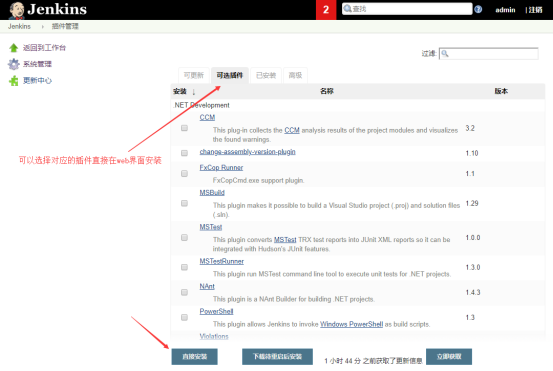 Jenkins
2
查找
admin
| 注销
Jenkins
插件管理
返回到工作台
系统管理
更新中心
过滤:
可更新
可选插件
已安装
高级
安装 ↓
名称
版本
.NET Development
CCM
3.2
This plug-in collects the CCM analysis results of the project modules and visualizes
the found warnings.
change-assembly-version-plugin
1.10
FxCop Runner
1.1
FxCopCmd.exe support plugin.
MSBuild
1.29
This plugin makes it possible to build a Visual Studio project (.proj) and solution files
(.sln).
MSTest
1.0.0
This plugin converts MSTest TRX test reports into JUnit XML reports so it can be
integrated with Hudson's JUnit features.
MSTestRunner
1.3.0
This plugin run MSTest command line tool to execute unit tests for .NET projects.
NAnt
1.4.3
This plugin is a NAnt Builder for building .NET projects.
PowerShell
1.3
This plugin allows Jenkins to invoke Windows PowerShell as build scripts.
Violations
可以选择对应的插件直接在web界面安装
直接安装
下载待重启后安装
1 小时 44 分 之前获取了更新信息
立即获取